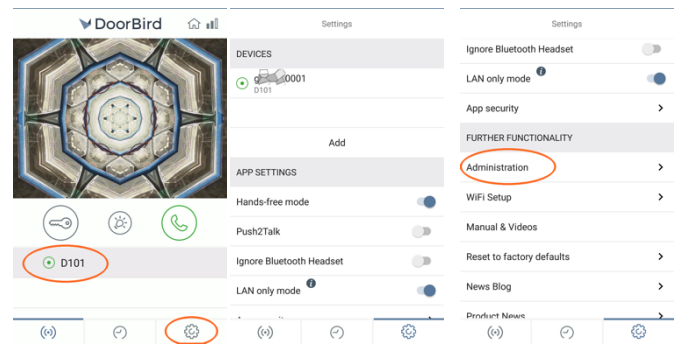 DoorBird
D101
Settings
DEVICES
0001
D101
Add
APP SETTINGS
Hands-free mode
Push2Talk
Ignore Bluetooth Headset
LAN only mode i
Settings
Ignore Bluetooth Headset
LAN only mode i
App security
FURTHER FUNCTIONALITY
Administration
WiFi Setup
Manual & Videos
Reset to factory defaults
News Blog
Product News